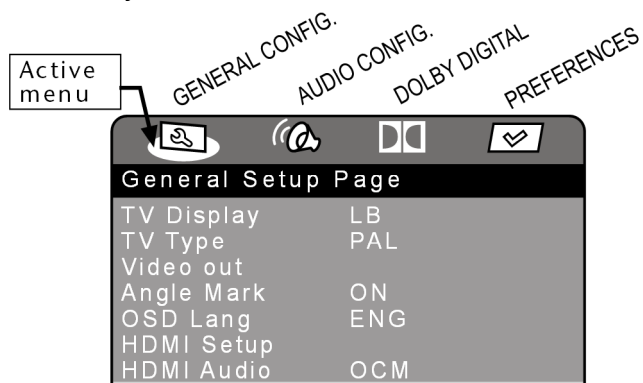 GENERAL CONFIG.
AUDIO CONFIG.
DOLBY DIGITAL
PREFERENCES
Active
menu
General Setup Page
TV Display LB
TV Type PAL
Video out
Angle Mark ON
OSD Lang ENG
HDMI Setup
HDMI Audio OCM